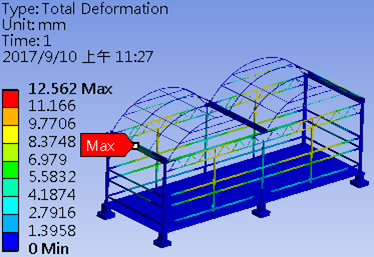 Type: Total Deformation
Unit: mm
Time: 1
2017/9/10 上午 11:27
12.562 Max
11.166
9.7706
8.3748
6.979
5.5832
4.1874
2.7916
1.3958
0 Min
Max